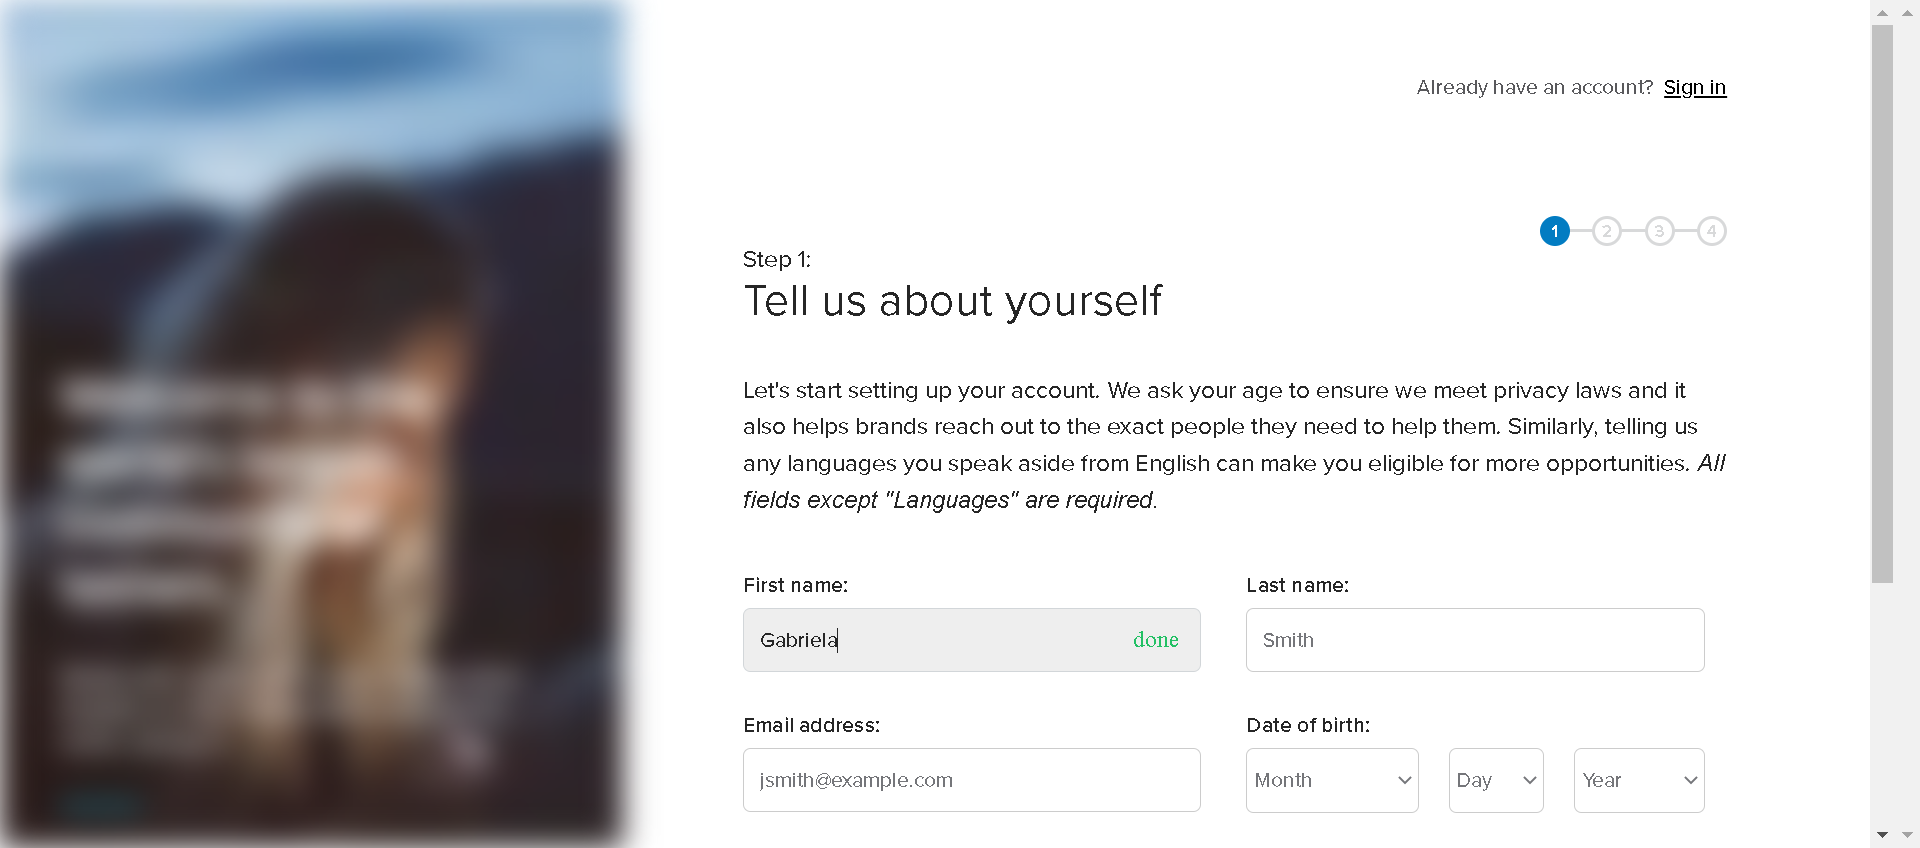 Already have an account? Sign in
1 2 3 4
Step 1:
Tell us about yourself
Let's start setting up your account. We ask your age to ensure we meet privacy laws and it
also helps brands reach out to the exact people they need to help them. Similarly, telling us
any languages you speak aside from English can make you eligible for more opportunities. All
fields except "Languages" are required.
First name: Last name:
Gabriela done Smith
Email address: Date of birth:
jsmith@example.com Month Day Year